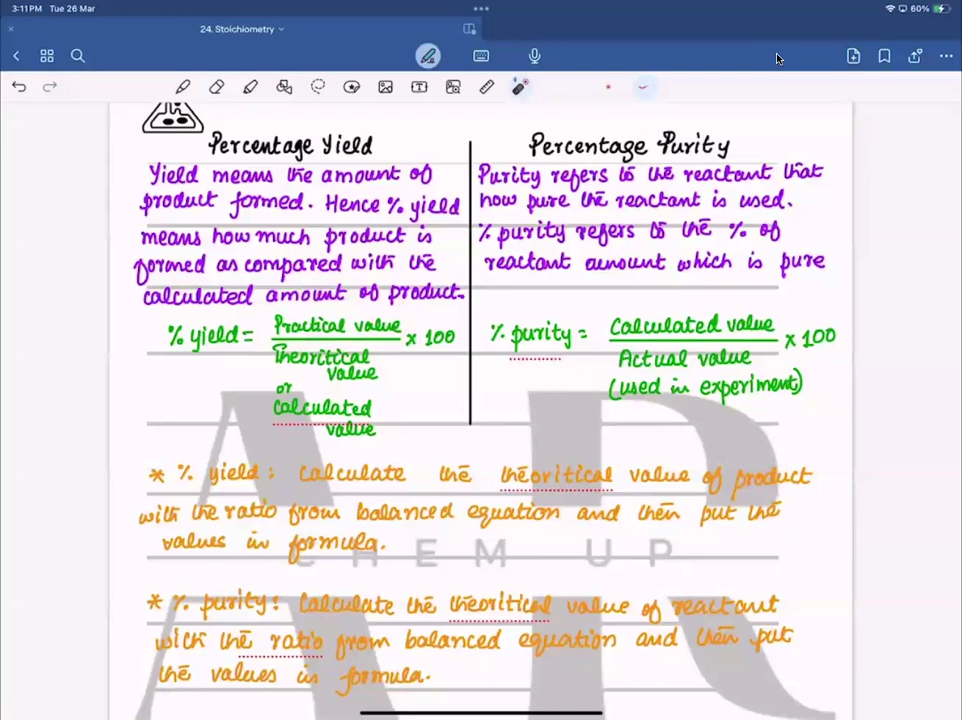 3:11 PM Tue 26 Mar
60%
24. Stoichiometry
Percentage Yield
Yield means the amount of
product formed. Hence % yield
means how much product is
formed as compared with the
calculated amount of product.
% yield = Practical value / Theoritical value or calculated value × 100
Percentage Purity
Purity refers to the reactant that
how pure the reactant is used.
% purity refers to the % of
reactant amount which is pure
% purity = Calculated value / Actual value (used in experiment) × 100
* % yield: Calculate the theoritical value of product
with the ratio from balanced equation and then put the
values in formula.
* % purity: Calculate the theoritical value of reactant
with the ratio from balanced equation and then put
the values in formula.
AR
CHEM UP
AR